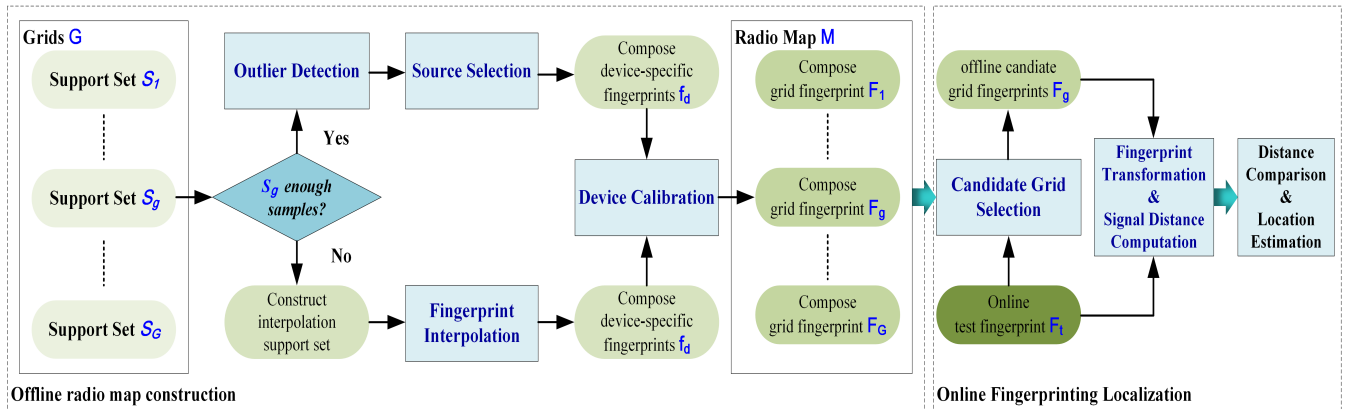 Grids G
Support Set S1
Support Set Sg
Support Set SG
Sg enough
samples?
Yes
No
Outlier Detection
Source Selection
Compose
device-specific
fingerprints fd
Construct
interpolation
support set
Fingerprint
Interpolation
Compose
device-specific
fingerprints fd
Device Calibration
Radio Map M
Compose
grid fingerprint F1
Compose
grid fingerprint Fg
Compose
grid fingerprint FG
Offline radio map construction
offline candiate
grid fingerprints Fg
Candidate Grid
Selection
Online
test fingerprint Ft
Fingerprint
Transformation
&
Signal Distance
Computation
Distance
Comparison
&
Location
Estimation
Online Fingerprinting Localization